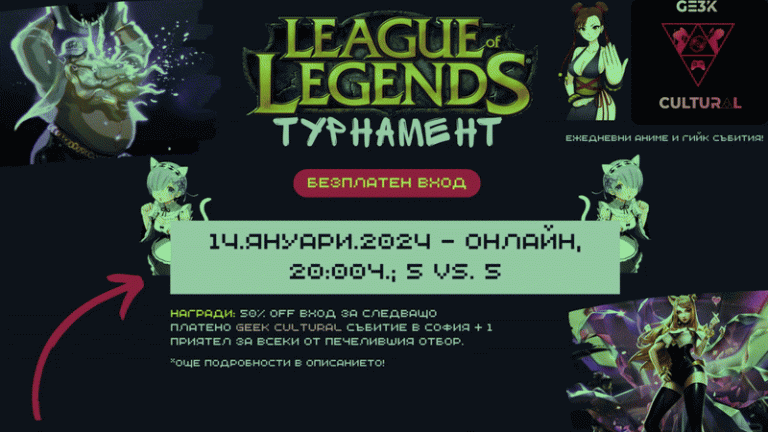 LEAGUE of
LEGENDS
ТУРНАМЕНТ
GE3K
CULTURAL
ЕЖЕДНЕВНИ АНИМЕ И ГИЙК СЪБИТИЯ!
БЕЗПЛАТЕН ВХОД
14.ЯНУАРИ.2024 - ОНЛАЙН,
20:00Ч.; 5 VS. 5
НАГРАДИ: 50% OFF ВХОД ЗА СЛЕДВАЩО
ПЛАТЕНО GEEK CULTURAL СЪБИТИЕ В СОФИЯ + 1
ПРИЯТЕЛ ЗА ВСЕКИ ОТ ПЕЧЕЛИВШИЯ ОТБОР.
*ОЩЕ ПОДРОБНОСТИ В ОПИСАНИЕТО!